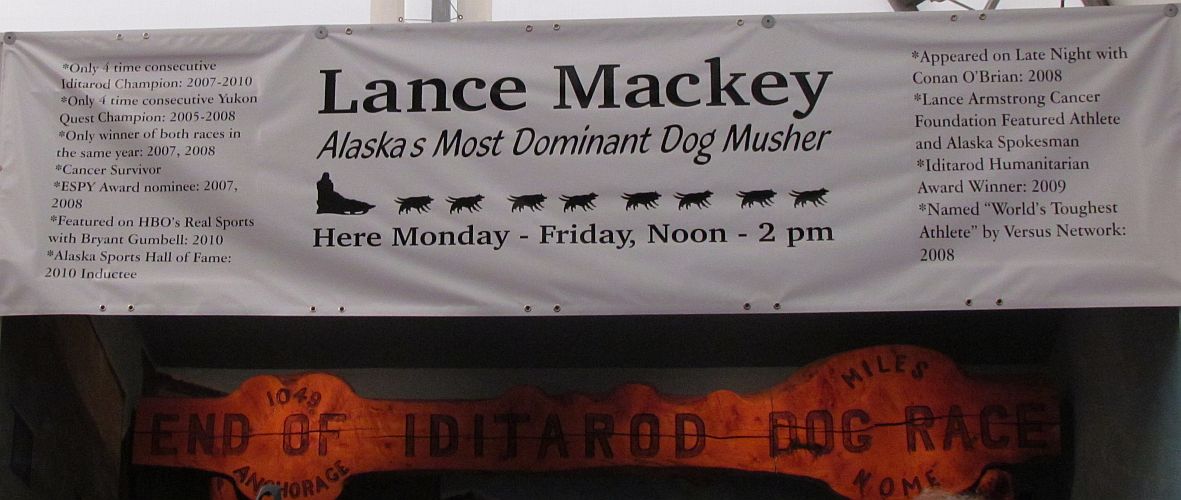 *Only 4 time consecutive
Iditarod Champion: 2007-2010
*Only 4 time consecutive Yukon
Quest Champion: 2005-2008
*Only winner of both races in
the same year: 2007, 2008
*Cancer Survivor
*ESPY Award nominee: 2007,
2008
*Featured on HBO's Real Sports
with Bryant Gumbell: 2010
*Alaska Sports Hall of Fame:
2010 Inductee
Lance Mackey
Alaska's Most Dominant Dog Musher
Here Monday - Friday, Noon - 2 pm
*Appeared on Late Night with
Conan O'Brian: 2008
*Lance Armstrong Cancer
Foundation Featured Athlete
and Alaska Spokesman
*Iditarod Humanitarian
Award Winner: 2009
*Named "World's Toughest
Athlete" by Versus Network:
2008
1049
MILES
END OF IDITAROD DOG RACE
ANCHORAGE
NOME